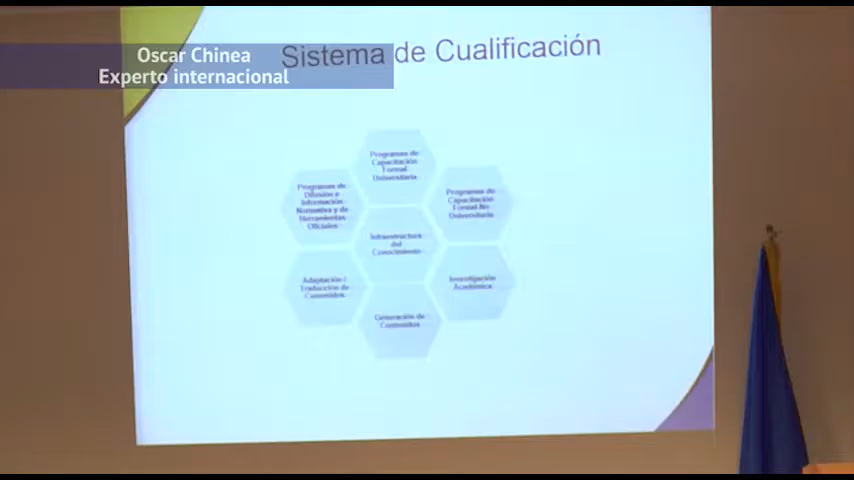 Oscar Chinea
Experto internacional
Sistema de Cualificación
Programas de
Capacitación
Formal
Universitaria
Programas de
Difusión e
Información
Normativa y de
Herramientas
Oficiales
Programas de
Capacitación
Formal No
Universitaria
Infraestructura
del
Conocimiento
Adaptación /
Traducción de
Contenidos
Investigación
Académica
Generación de
Contenidos